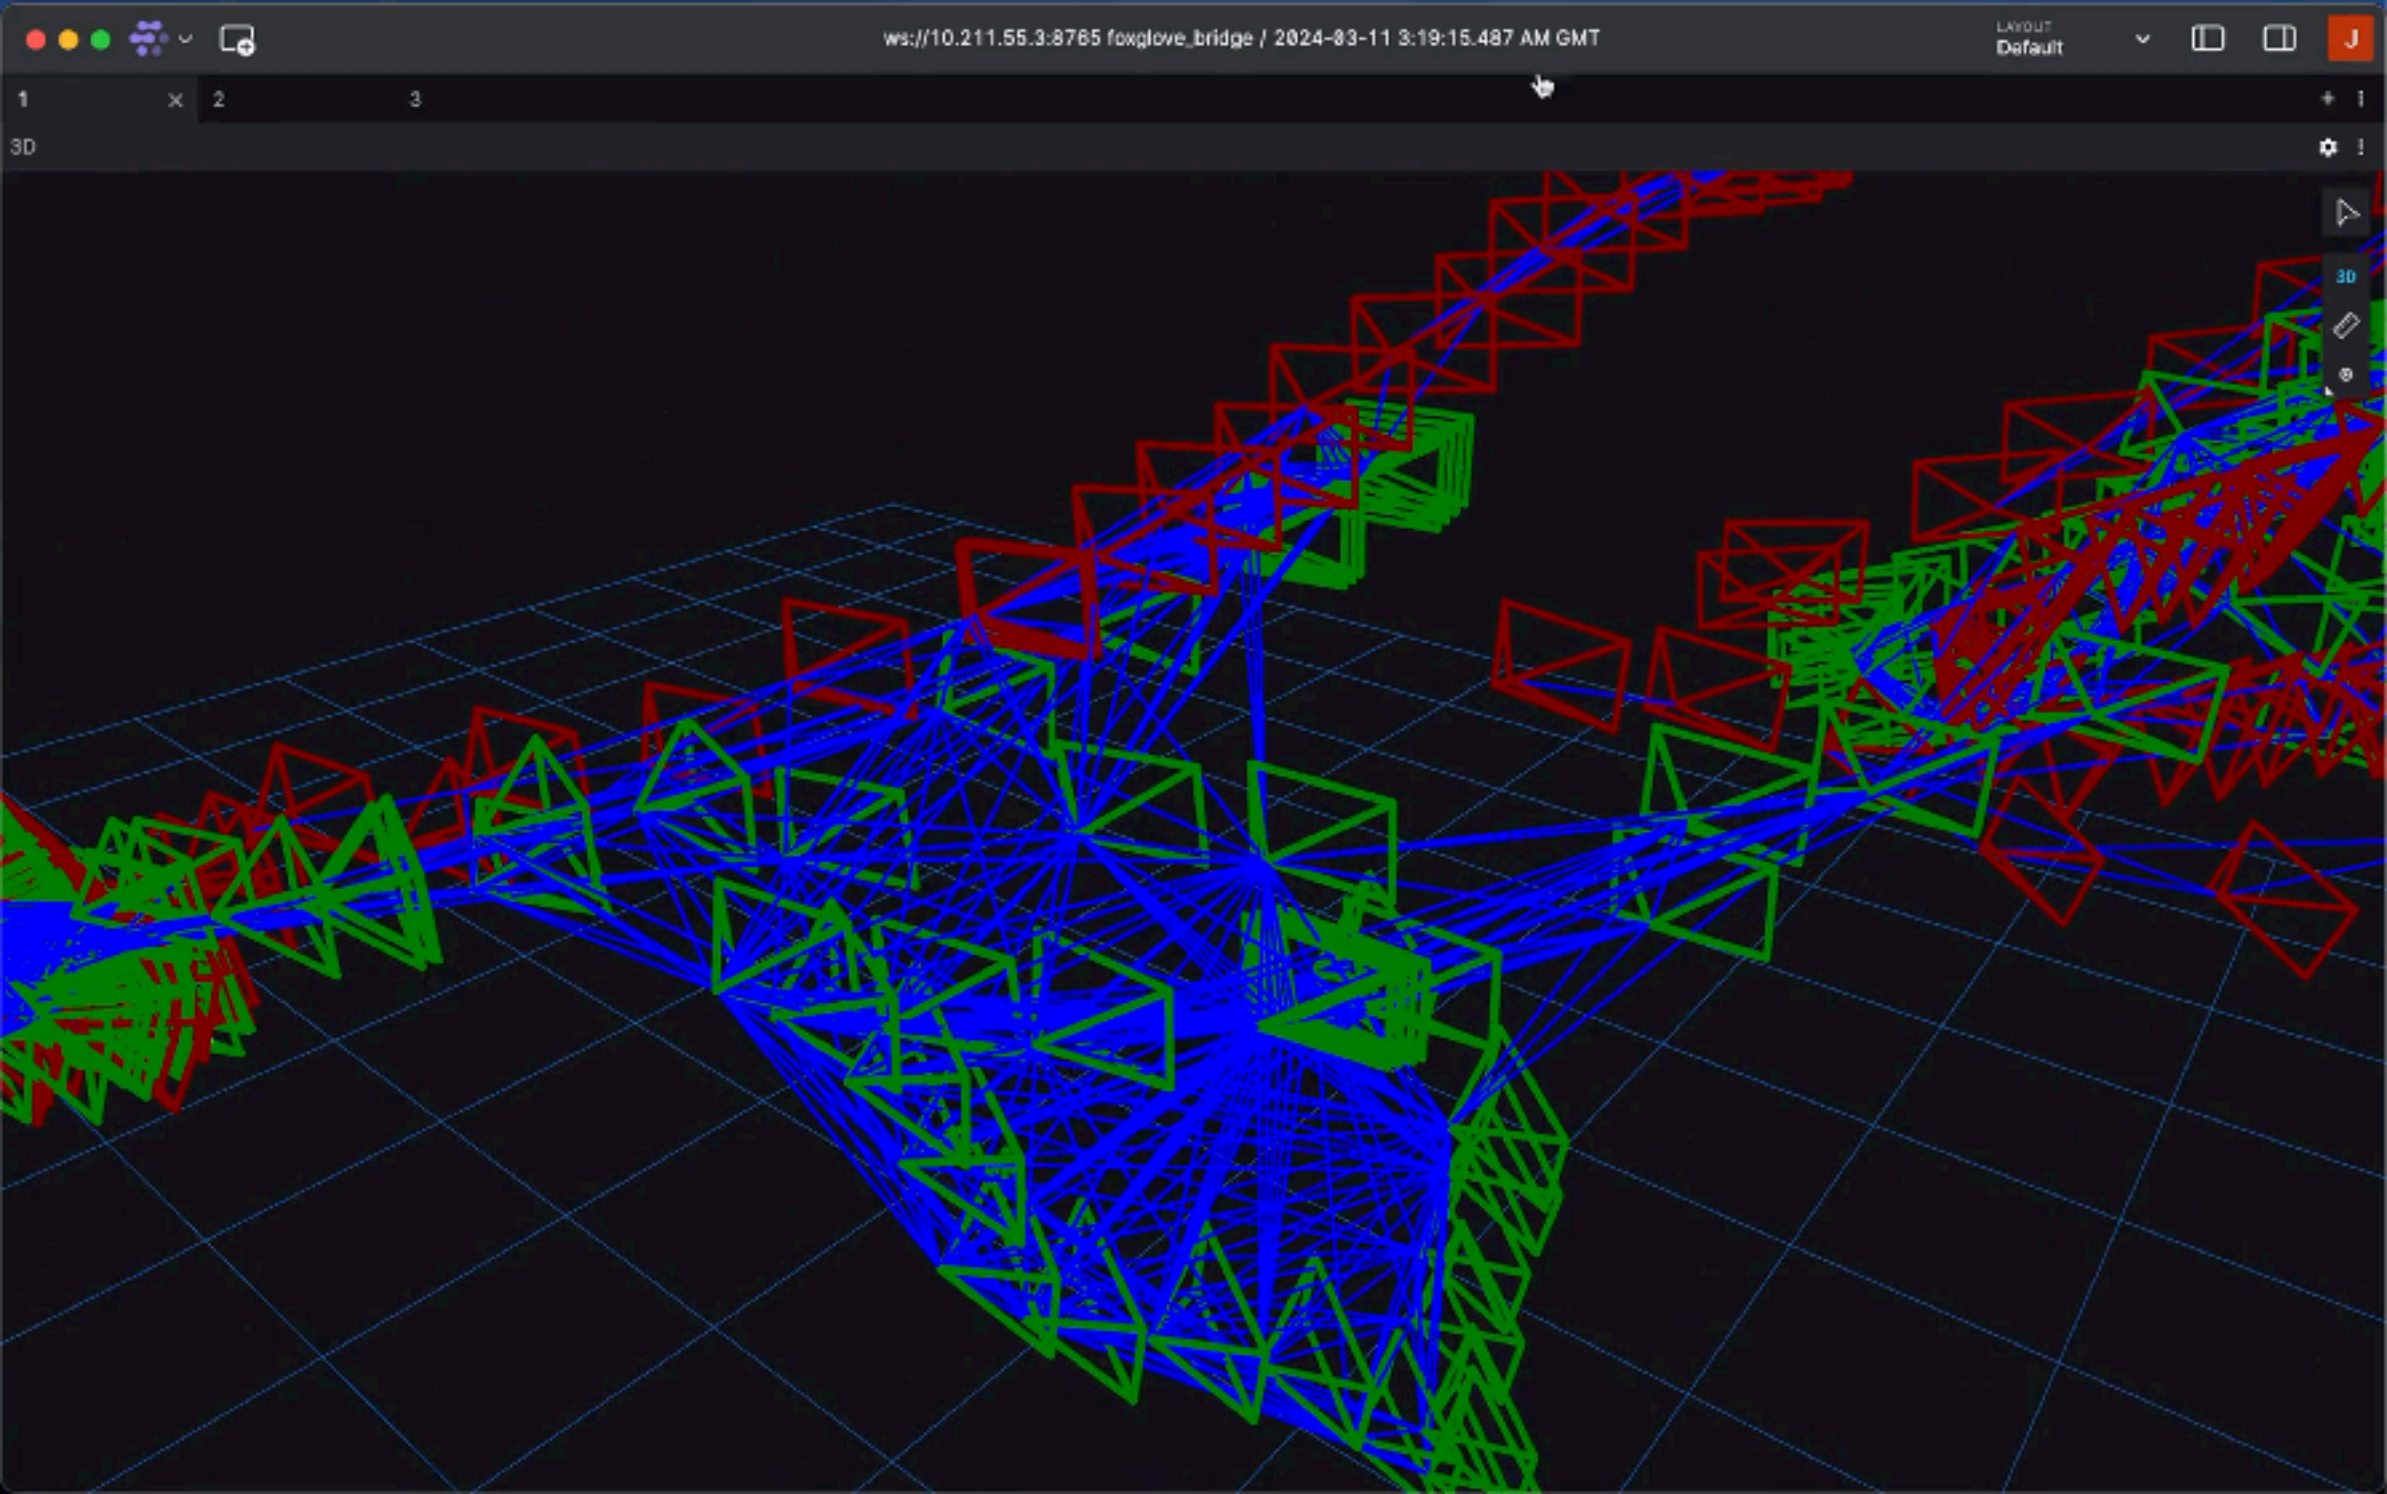 ws://10.211.55.3:8765 foxglove_bridge / 2024-03-11 3:19:15.487 AM GMT
LAYOUT
Default
J
1 2 3
3D
3D